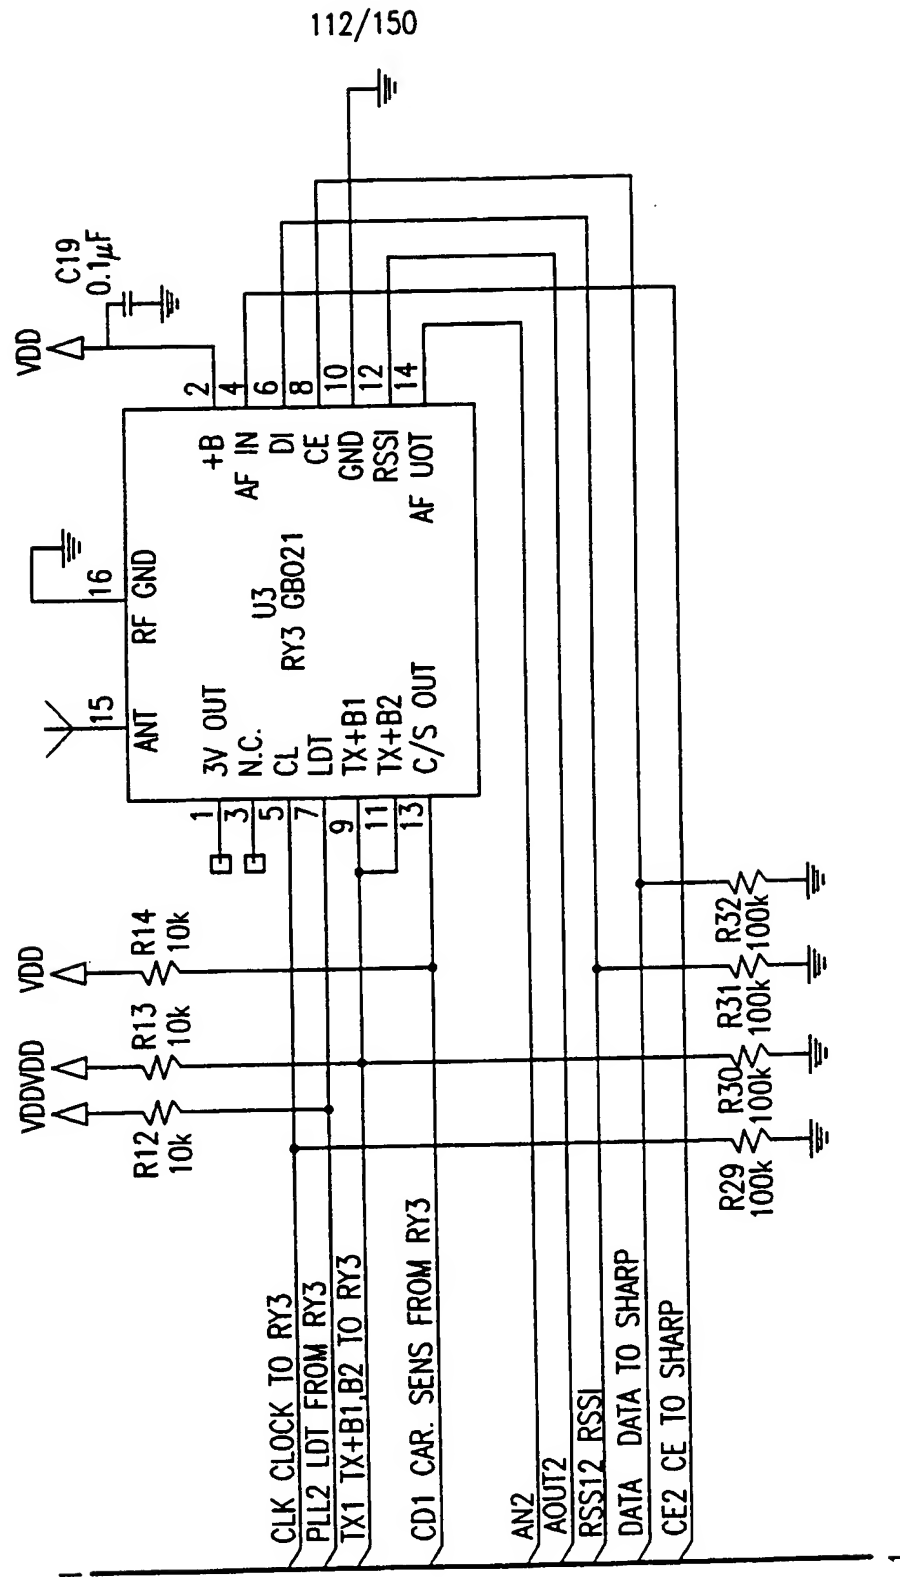 112/150
VDD
C19
0.1µF
16
15
RF GND
ANT
2
4
6
8
10
12
14
+B
AF IN
DI
CE
GND
RSSI
AF UOT
U3
RY3 GB021
3V OUT
N.C.
CL
LDT
TX+B1
TX+B2
C/S OUT
1
3
5
7
9
11
13
VDD
R14
10k
VDDVDD
R13
10k
R12
10k
R32
100k
R31
100k
R30
100k
R29
100k
CLK CLOCK TO RY3
PLL2 LDT FROM RY3
TX1 TX+B1,B2 TO RY3
CD1 CAR. SENS FROM RY3
AN2
AOUT2
RSS12 RSSI
DATA DATA TO SHARP
CE2 CE TO SHARP